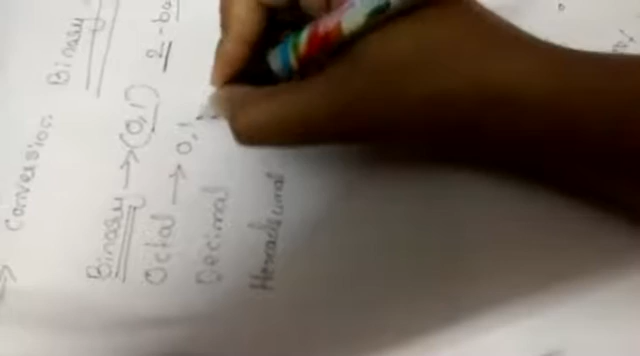 Conversion Binary
Binary → (0,1) 2-ba
Octal → 0,1
Decimal
Hexadecimal